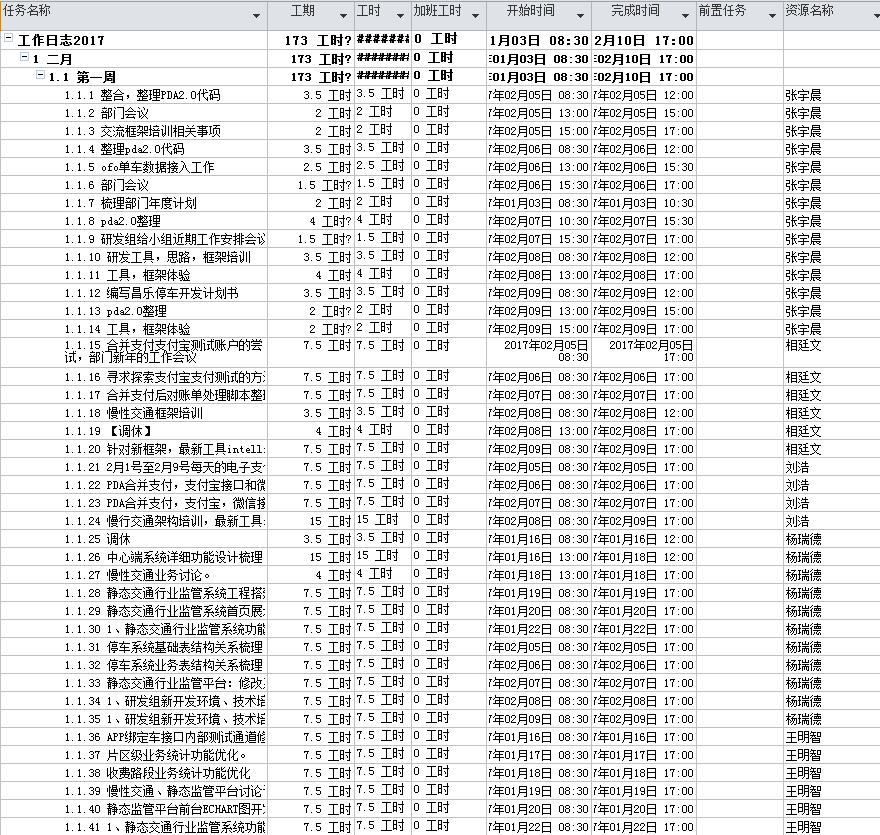 任务名称 工期 工时 加班工时 开始时间 完成时间 前置任务 资源名称
工作日志2017 173 工时? ####### 0 工时 1月03日 08:30 2月10日 17:00
1 二月 173 工时? ####### 0 工时 01月03日 08:30 02月10日 17:00
1.1 第一周 173 工时? ####### 0 工时 01月03日 08:30 02月10日 17:00
1.1.1 整合，整理PDA2.0代码 3.5 工时 3.5 工时 0 工时 年02月05日 08:30 年02月05日 12:00 张宇晨
1.1.2 部门会议 2 工时 2 工时 0 工时 年02月05日 13:00 年02月05日 15:00 张宇晨
1.1.3 交流框架培训相关事项 2 工时 2 工时 0 工时 年02月05日 15:00 年02月05日 17:00 张宇晨
1.1.4 整理pda2.0代码 3.5 工时 3.5 工时 0 工时 年02月06日 08:30 年02月06日 12:00 张宇晨
1.1.5 ofo单车数据接入工作 2.5 工时 2.5 工时 0 工时 年02月06日 13:00 年02月06日 15:30 张宇晨
1.1.6 部门会议 1.5 工时? 1.5 工时 0 工时 年02月06日 15:30 年02月06日 17:00 张宇晨
1.1.7 梳理部门年度计划 2 工时? 2 工时 0 工时 年01月03日 08:30 年01月03日 10:30 张宇晨
1.1.8 pda2.0整理 4 工时? 4 工时 0 工时 年02月07日 10:30 年02月07日 15:30 张宇晨
1.1.9 研发组给小组近期工作安排会议 1.5 工时? 1.5 工时 0 工时 年02月07日 15:30 年02月07日 17:00 张宇晨
1.1.10 研发工具，思路，框架培训 3.5 工时 3.5 工时 0 工时 年02月08日 08:30 年02月08日 12:00 张宇晨
1.1.11 工具，框架体验 4 工时 4 工时 0 工时 年02月08日 13:00 年02月08日 17:00 张宇晨
1.1.12 编写昌乐停车开发计划书 3.5 工时 3.5 工时 0 工时 年02月09日 08:30 年02月09日 12:00 张宇晨
1.1.13 pda2.0整理 2 工时? 2 工时 0 工时 年02月09日 13:00 年02月09日 15:00 张宇晨
1.1.14 工具，框架体验 2 工时? 2 工时 0 工时 年02月09日 15:00 年02月09日 17:00 张宇晨
1.1.15 合并支付支付宝测试账户的尝 7.5 工时 7.5 工时 0 工时 2017年02月05日 2017年02月05日 相廷文
试，部门新年的工作会议 08:30 17:00
1.1.16 寻求探索支付宝支付测试的方 7.5 工时 7.5 工时 0 工时 年02月06日 08:30 年02月06日 17:00 相廷文
1.1.17 合并支付后对账单处理脚本整 7.5 工时 7.5 工时 0 工时 年02月07日 08:30 年02月07日 17:00 相廷文
1.1.18 慢性交通框架培训 3.5 工时 3.5 工时 0 工时 年02月08日 08:30 年02月08日 12:00 相廷文
1.1.19 【调休】 4 工时 4 工时 0 工时 年02月08日 13:00 年02月08日 17:00 相廷文
1.1.20 针对新框架，最新工具intell 7.5 工时 7.5 工时 0 工时 年02月09日 08:30 年02月09日 17:00 相廷文
1.1.21 2月1号至2月9号每天的电子支 7.5 工时 7.5 工时 0 工时 年02月05日 08:30 年02月05日 17:00 刘浩
1.1.22 PDA合并支付，支付宝接口和微 7.5 工时 7.5 工时 0 工时 年02月06日 08:30 年02月06日 17:00 刘浩
1.1.23 PDA合并支付，支付宝，微信接 7.5 工时 7.5 工时 0 工时 年02月07日 08:30 年02月07日 17:00 刘浩
1.1.24 慢行交通架构培训，最新工具 15 工时 15 工时 0 工时 年02月08日 08:30 年02月09日 17:00 刘浩
1.1.25 调休 3.5 工时 3.5 工时 0 工时 年01月16日 08:30 年01月16日 12:00 杨瑞德
1.1.26 中心端系统详细功能设计梳理 15 工时 15 工时 0 工时 年01月16日 13:00 年01月18日 12:00 杨瑞德
1.1.27 慢性交通业务讨论。 4 工时 4 工时 0 工时 年01月18日 13:00 年01月18日 17:00 杨瑞德
1.1.28 静态交通行业监管系统工程搭 7.5 工时 7.5 工时 0 工时 年01月19日 08:30 年01月19日 17:00 杨瑞德
1.1.29 静态交通行业监管系统首页展 7.5 工时 7.5 工时 0 工时 年01月20日 08:30 年01月20日 17:00 杨瑞德
1.1.30 1、静态交通行业监管系统功能 7.5 工时 7.5 工时 0 工时 年01月22日 08:30 年01月22日 17:00 杨瑞德
1.1.31 停车系统基础表结构关系梳理 7.5 工时 7.5 工时 0 工时 年02月05日 08:30 年02月05日 17:00 杨瑞德
1.1.32 停车系统业务表结构关系梳理 7.5 工时 7.5 工时 0 工时 年02月06日 08:30 年02月06日 17:00 杨瑞德
1.1.33 静态交通行业监管平台：修改 7.5 工时 7.5 工时 0 工时 年02月07日 08:30 年02月07日 17:00 杨瑞德
1.1.34 1、研发组新开发环境、技术培 7.5 工时 7.5 工时 0 工时 年02月08日 08:30 年02月08日 17:00 杨瑞德
1.1.35 1、研发组新开发环境、技术培 7.5 工时 7.5 工时 0 工时 年02月09日 08:30 年02月09日 17:00 杨瑞德
1.1.36 APP绑定车接口内部测试通道修 7.5 工时 7.5 工时 0 工时 年01月16日 08:30 年01月16日 17:00 王明智
1.1.37 片区级业务统计功能优化。 7.5 工时 7.5 工时 0 工时 年01月17日 08:30 年01月17日 17:00 王明智
1.1.38 收费路段业务统计功能优化 7.5 工时 7.5 工时 0 工时 年01月18日 08:30 年01月18日 17:00 王明智
1.1.39 慢性交通、静态监管平台讨论 7.5 工时 7.5 工时 0 工时 年01月19日 08:30 年01月19日 17:00 王明智
1.1.40 静态监管平台前台ECHART图开 7.5 工时 7.5 工时 0 工时 年01月20日 08:30 年01月20日 17:00 王明智
1.1.41 1、静态交通行业监管系统功能 7.5 工时 7.5 工时 0 工时 年01月22日 08:30 年01月22日 17:00 王明智